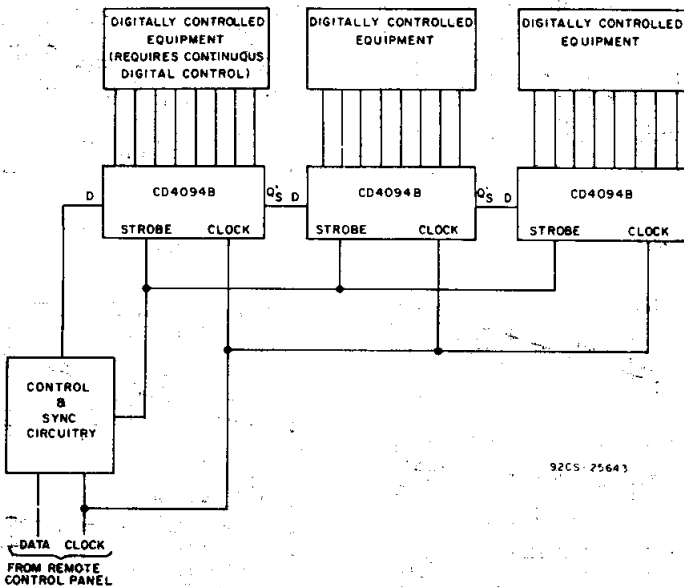 DIGITALLY CONTROLLED
EQUIPMENT
(REQUIRES CONTINUOUS
DIGITAL CONTROL)
DIGITALLY CONTROLLED
EQUIPMENT
DIGITALLY CONTROLLED
EQUIPMENT
D
CD4094B
STROBE CLOCK
Q'S D
CD4094B
STROBE CLOCK
Q'S D
CD4094B
STROBE CLOCK
CONTROL
&
SYNC
CIRCUITRY
92CS-25643
DATA CLOCK
FROM REMOTE
CONTROL PANEL